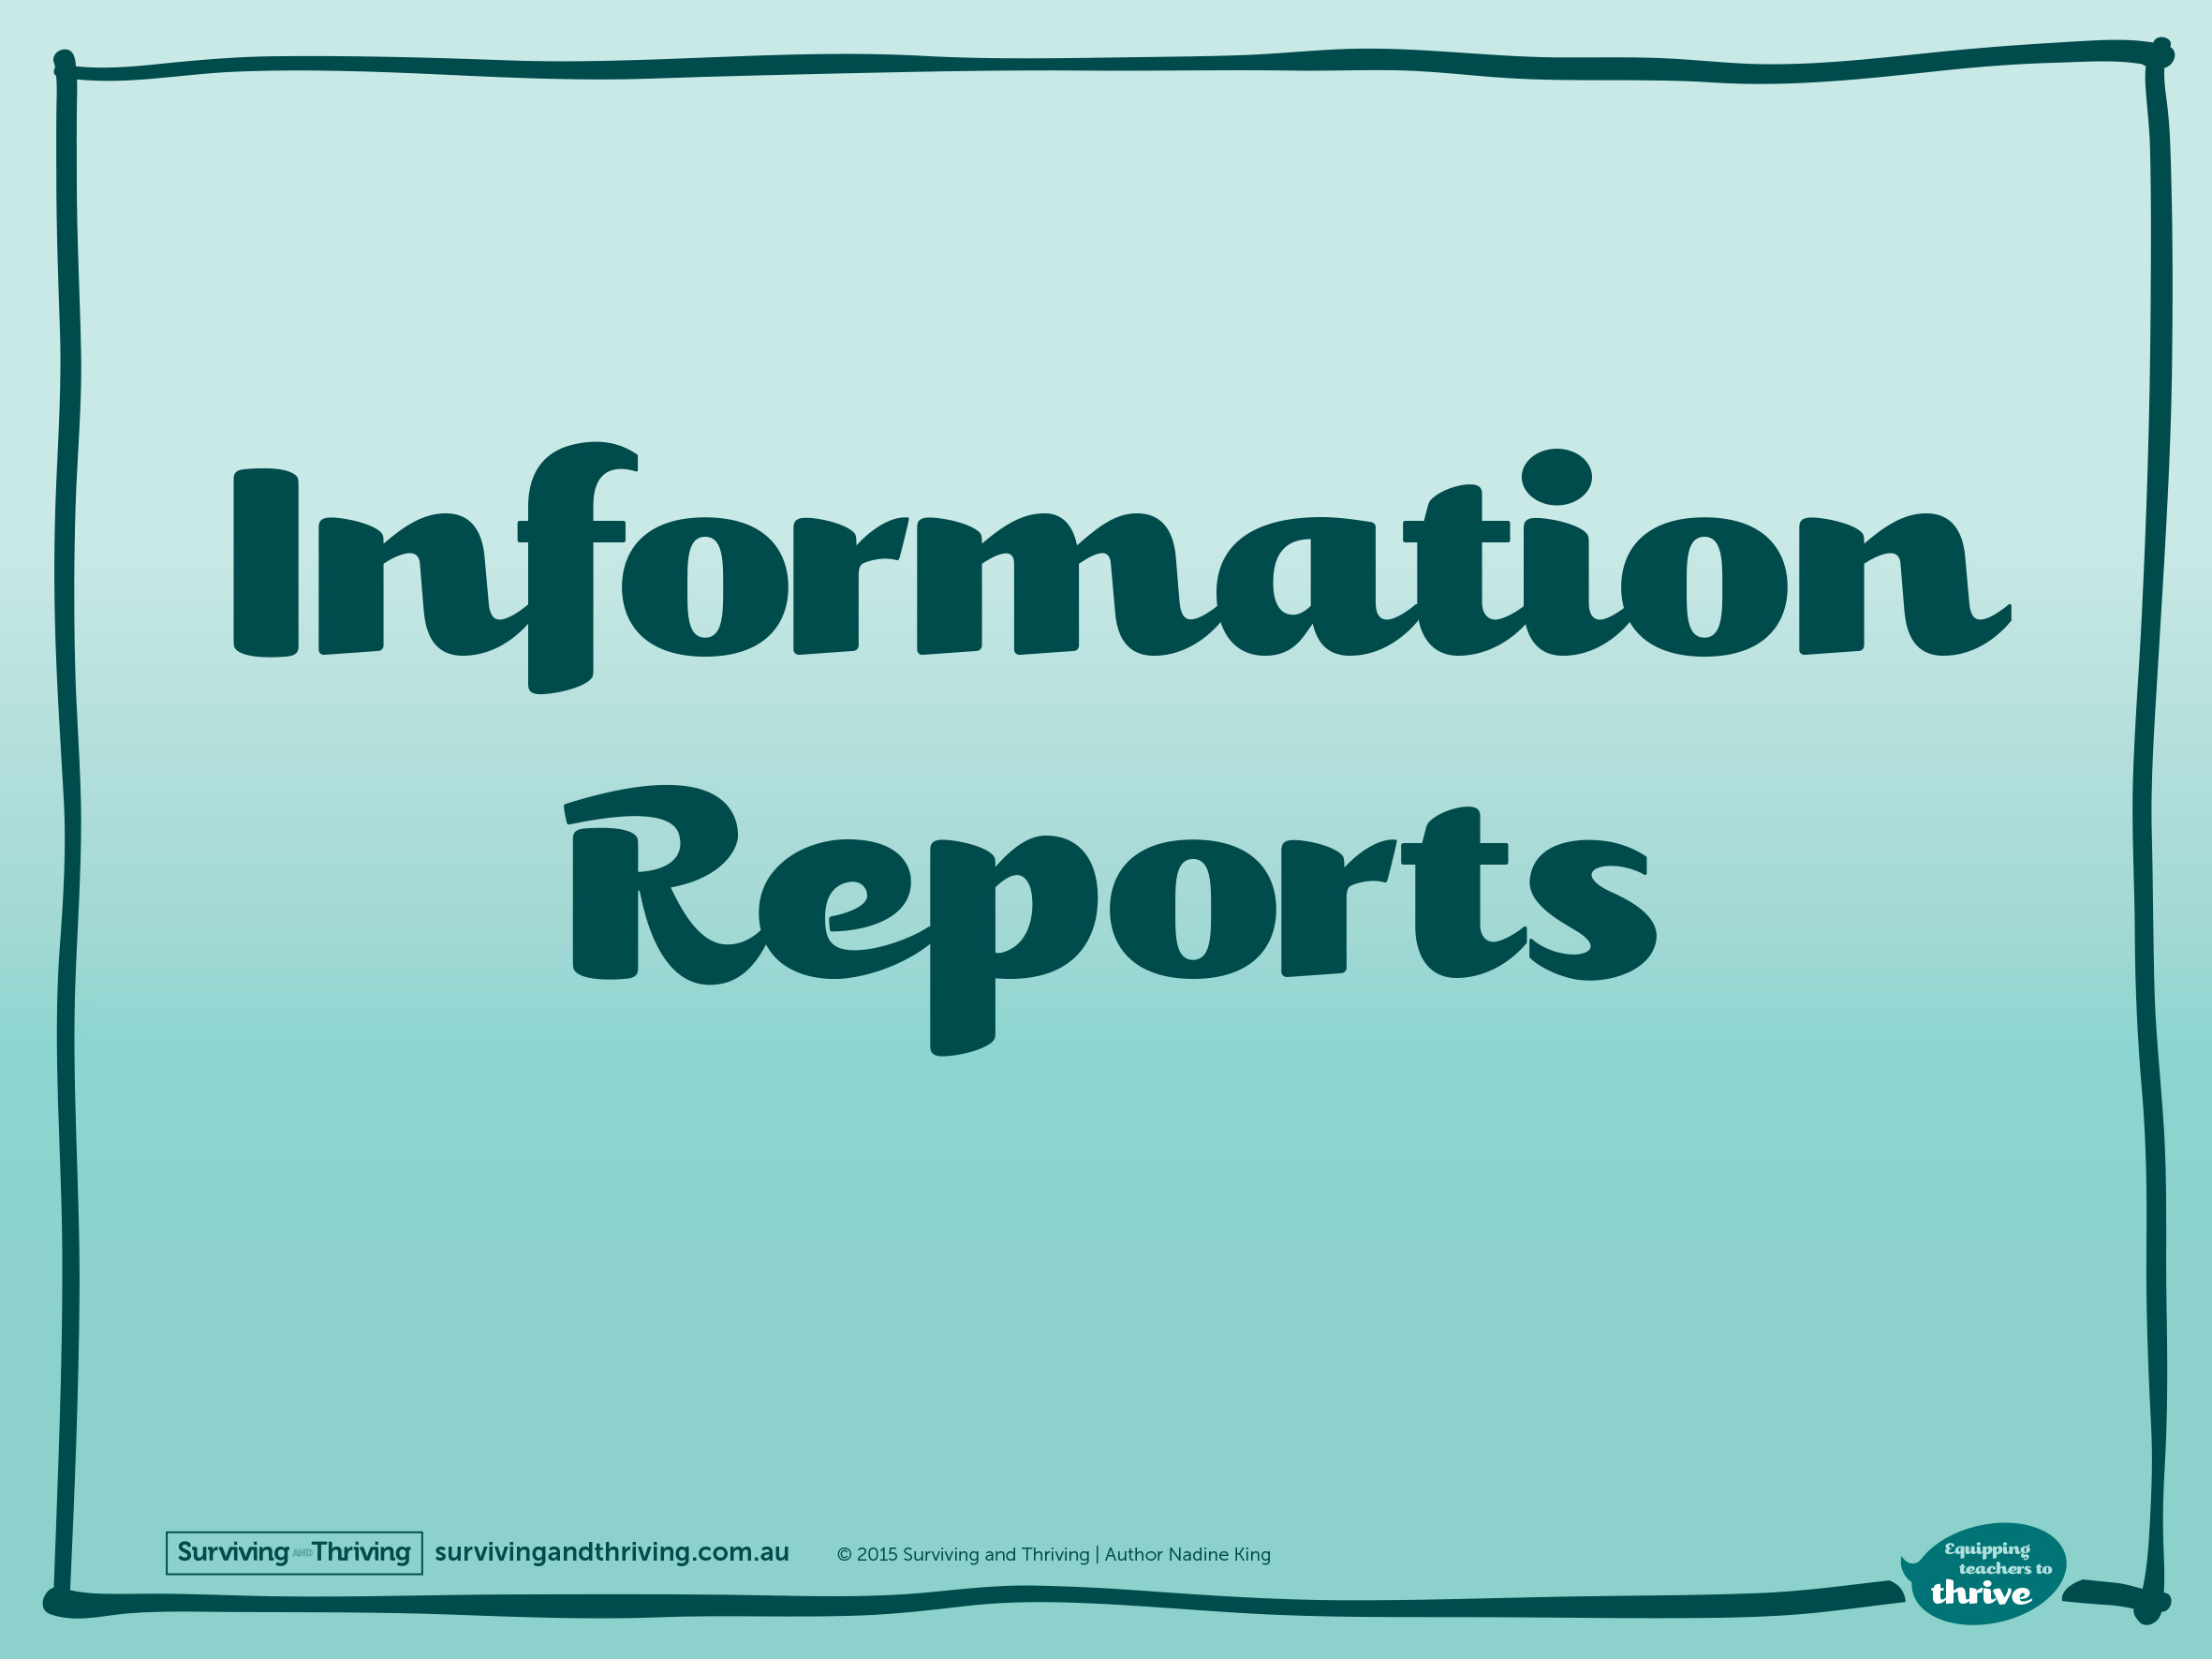 Information
Reports
Surviving AND Thriving survivingandthriving.com.au © 2015 Surviving and Thriving | Author Nadine King
Equipping
teachers to
thrive